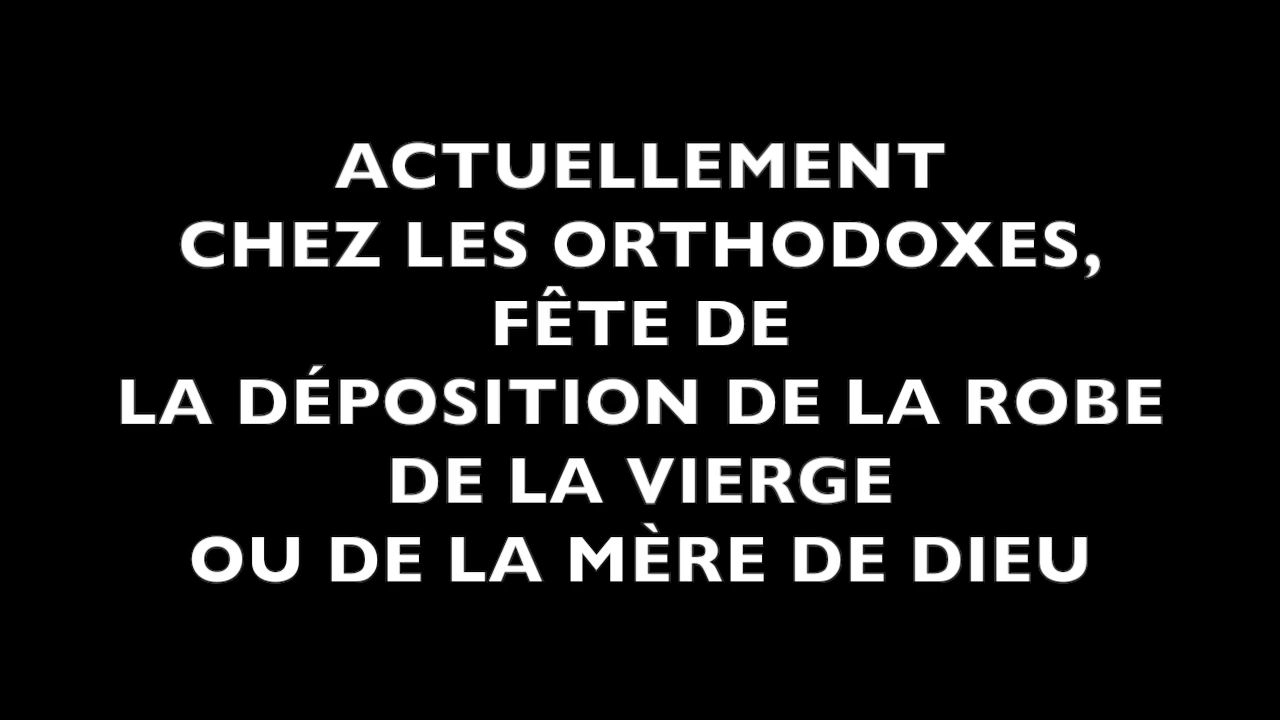 ACTUELLEMENT
CHEZ LES ORTHODOXES,
FÊTE DE
LA DÉPOSITION DE LA ROBE
DE LA VIERGE
OU DE LA MÈRE DE DIEU